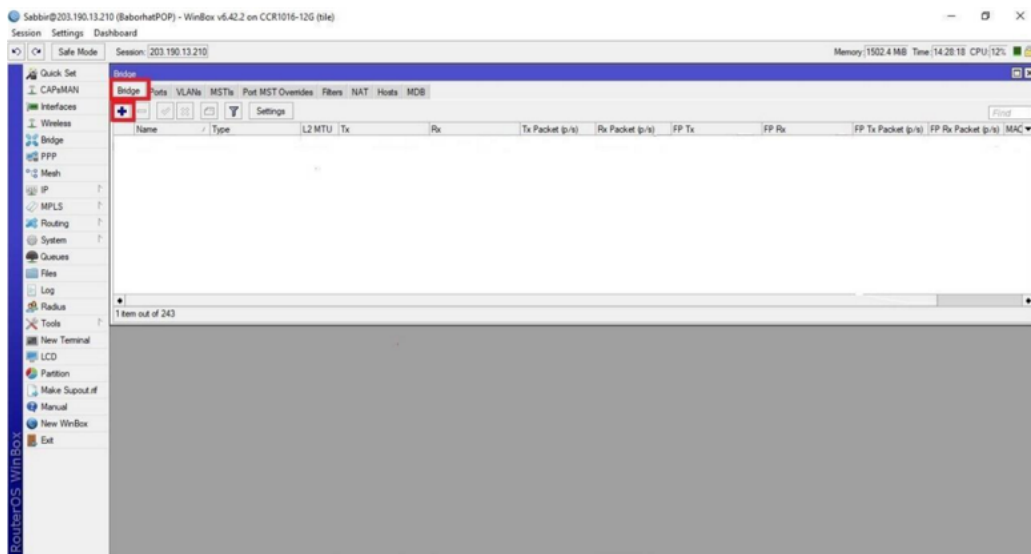 Sabbir@203.190.13.210 (BaborhatPOP) - WinBox v6.42.2 on CCR1016-12G (tile)
Session Settings Dashboard
Safe Mode Session: 203.190.13.210 Memory: 1502.4 MiB Time: 14:28:18 CPU: 12%
Quick Set
CAPsMAN
Interfaces
Wireless
Bridge
PPP
Mesh
IP
MPLS
Routing
System
Queues
Files
Log
Radius
Tools
New Terminal
LCD
Partition
Make Supout.rif
Manual
New WinBox
Exit
RouterOS WinBox
Bridge
Bridge Ports VLANs MSTIs Port MST Overrides Filters NAT Hosts MDB
Settings Find
Name Type L2 MTU Tx Rx Tx Packet (p/s) Rx Packet (p/s) FP Tx FP Rx FP Tx Packet (p/s) FP Rx Packet (p/s) MAC
1 item out of 243